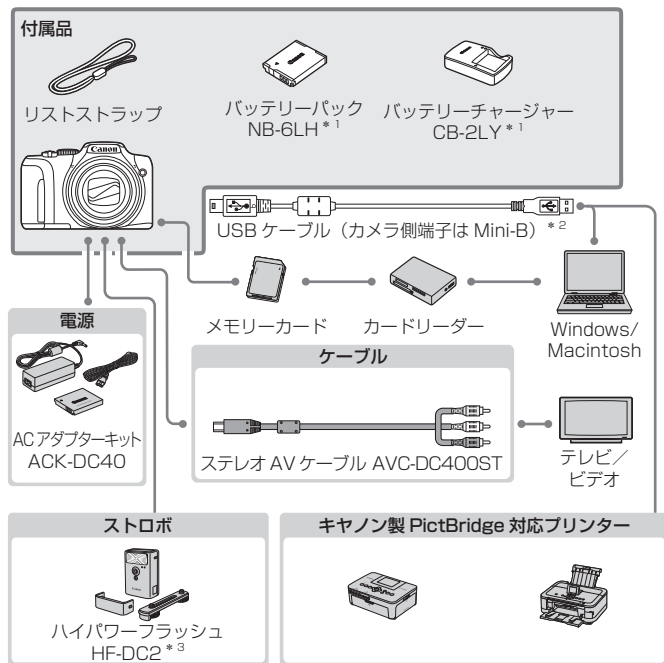 付属品
リストストラップ
バッテリーパック
NB-6LH＊1
バッテリーチャージャー
CB-2LY＊1
Canon
USB ケーブル（カメラ側端子は Mini-B）＊2
メモリーカード
カードリーダー
Windows/
Macintosh
電源
ACアダプターキット
ACK-DC40
ケーブル
ステレオ AV ケーブル AVC-DC400ST
テレビ／
ビデオ
ストロボ
ハイパワーフラッシュ
HF-DC2＊3
キヤノン製 PictBridge 対応プリンター